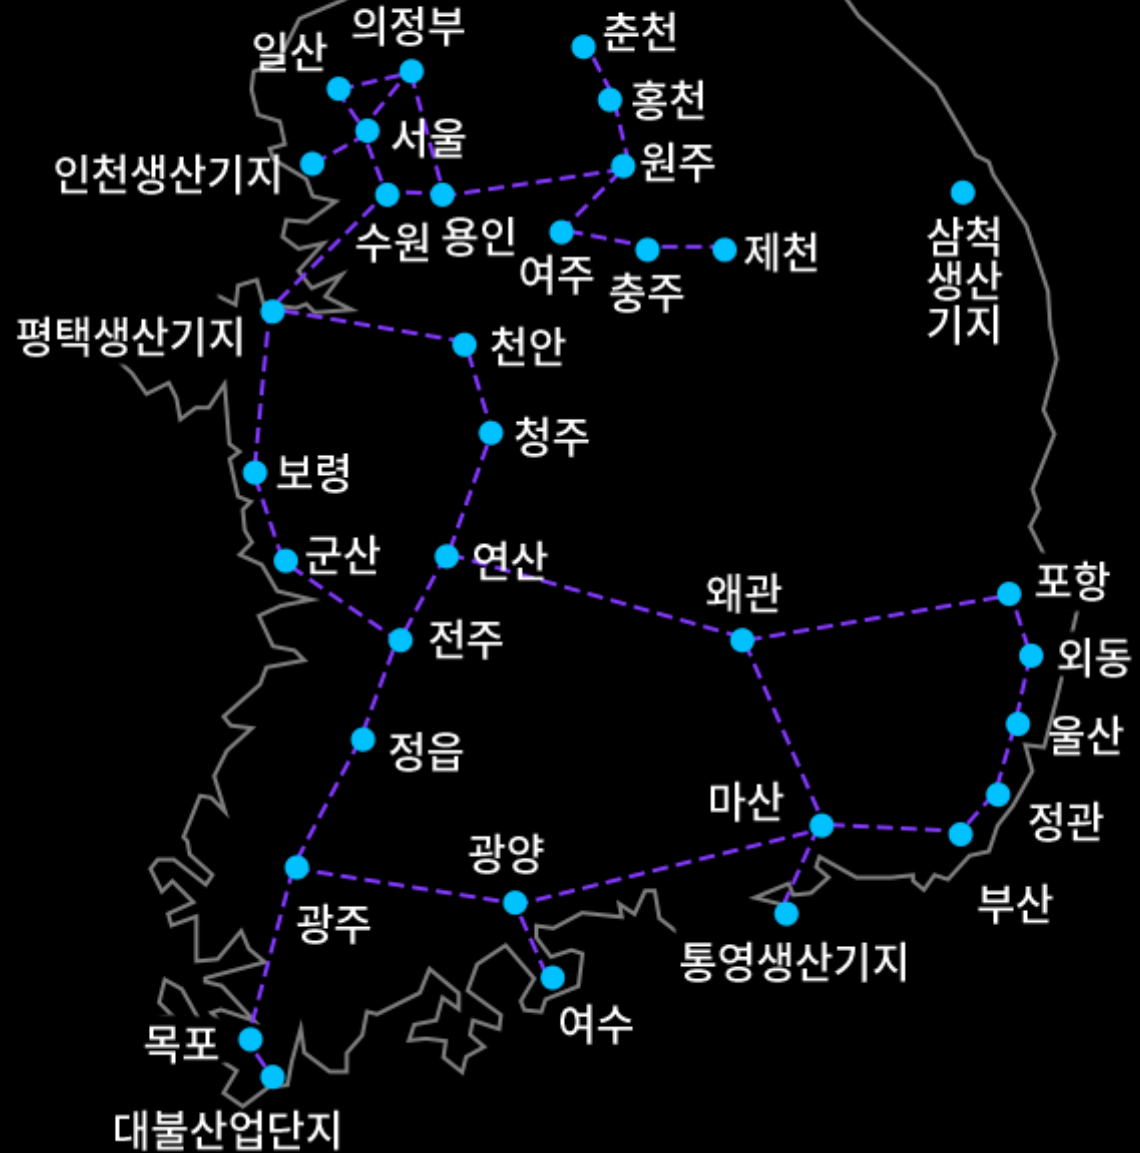 의정부
춘천
일산
홍천
서울
원주
인천생산기지
수원
용인
삼척
생산
기지
여주
충주
제천
평택생산기지
천안
청주
보령
군산
연산
왜관
포항
전주
외동
정읍
울산
마산
정관
광양
부산
광주
통영생산기지
여수
목포
대불산업단지